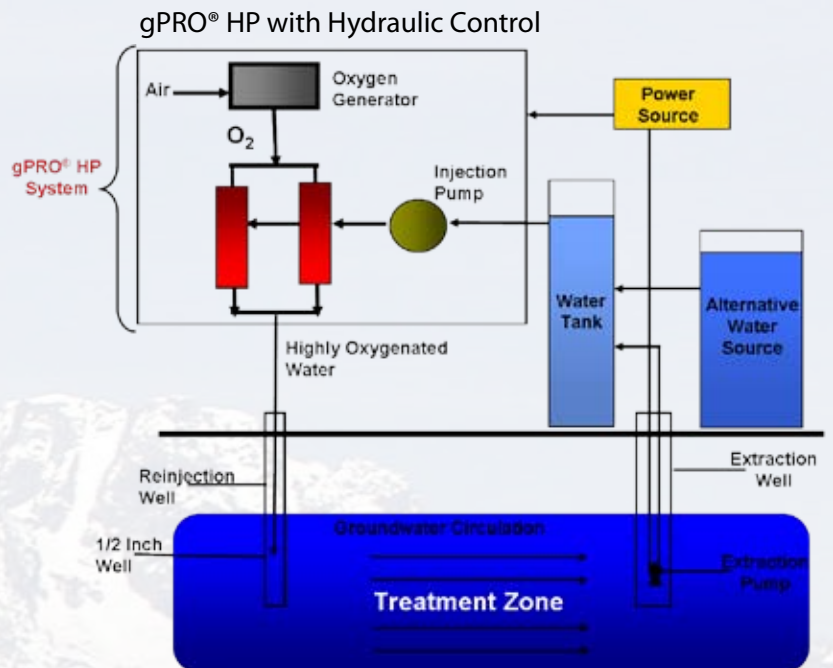 gPRO® HP with Hydraulic Control
Air
Oxygen
Generator
Power
Source
O2
gPRO® HP
System
Injection
Pump
Water
Tank
Alternative
Water
Source
Highly Oxygenated
Water
Reinjection
Well
Extraction
Well
1/2 Inch
Well
Groundwater Circulation
Extraction
Pump
Treatment Zone